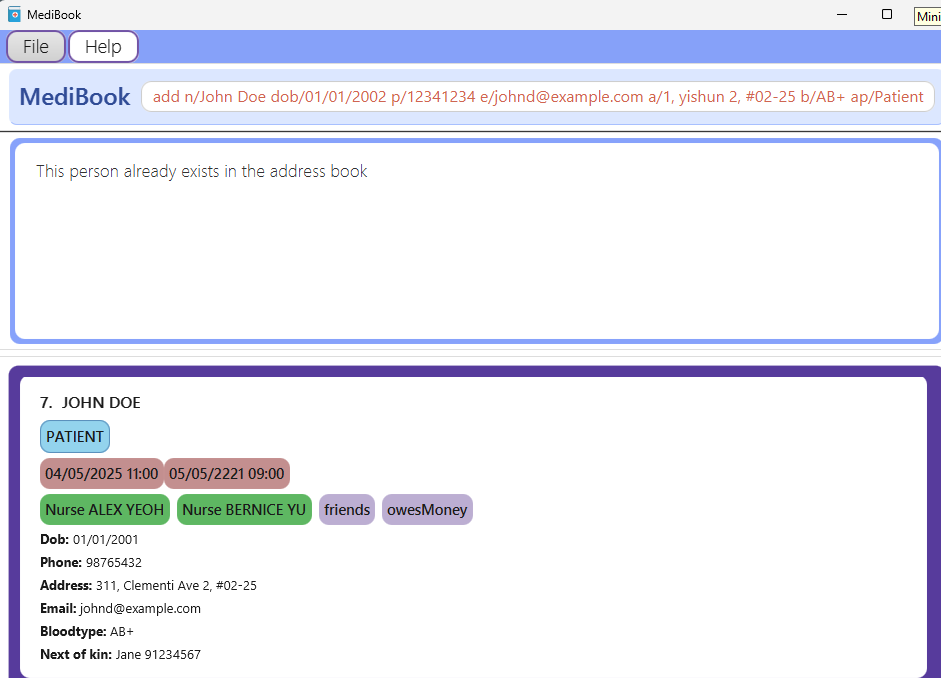 MediBook
Mini
File Help
MediBook add n/John Doe dob/01/01/2002 p/12341234 e/johnd@example.com a/1, yishun 2, #02-25 b/AB+ ap/Patient
This person already exists in the address book
7. JOHN DOE
PATIENT
04/05/2025 11:00 05/05/2221 09:00
Nurse ALEX YEOH Nurse BERNICE YU friends owesMoney
Dob: 01/01/2001
Phone: 98765432
Address: 311, Clementi Ave 2, #02-25
Email: johnd@example.com
Bloodtype: AB+
Next of kin: Jane 91234567